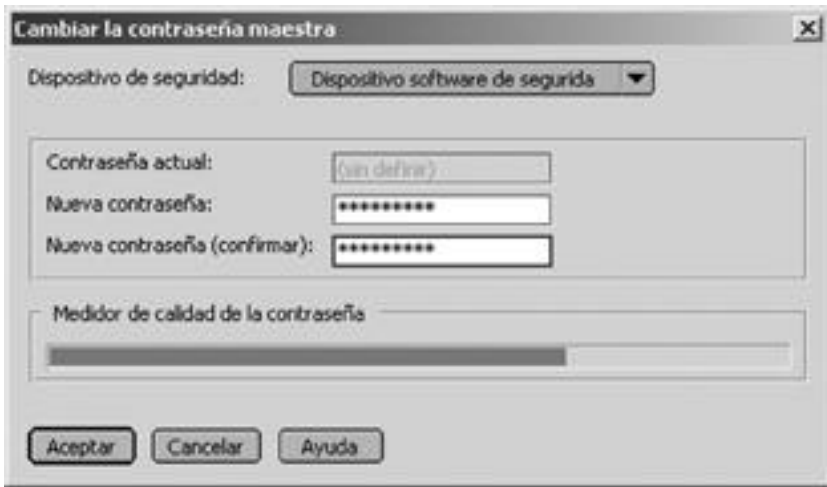 Cambiar la contraseña maestra
Dispositivo de seguridad: Dispositivo software de segurida
Contraseña actual: (sin definir)
Nueva contraseña: *********
Nueva contraseña (confirmar): *********
Medidor de calidad de la contraseña
Aceptar Cancelar Ayuda